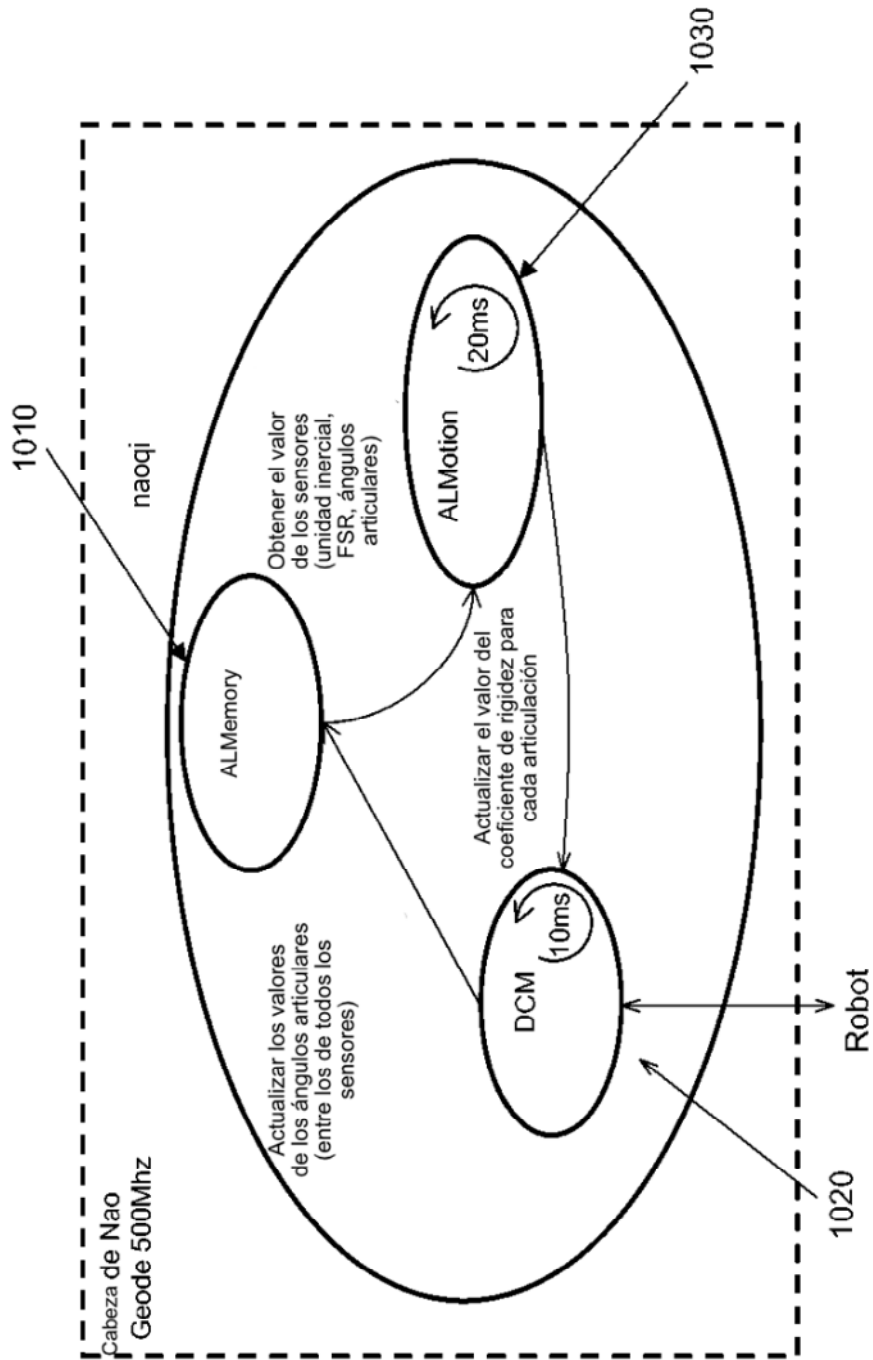 Cabeza de Nao
Geode 500Mhz
1010
naoqi
ALMemory
Actualizar los valores
de los ángulos articulares
(entre los de todos los
sensores)
Obtener el valor
de los sensores
(unidad inercial,
FSR, ángulos
articulares)
DCM
10ms
Actualizar el valor del
coeficiente de rigidez para
cada articulación
ALMotion
20ms
1030
1020
Robot